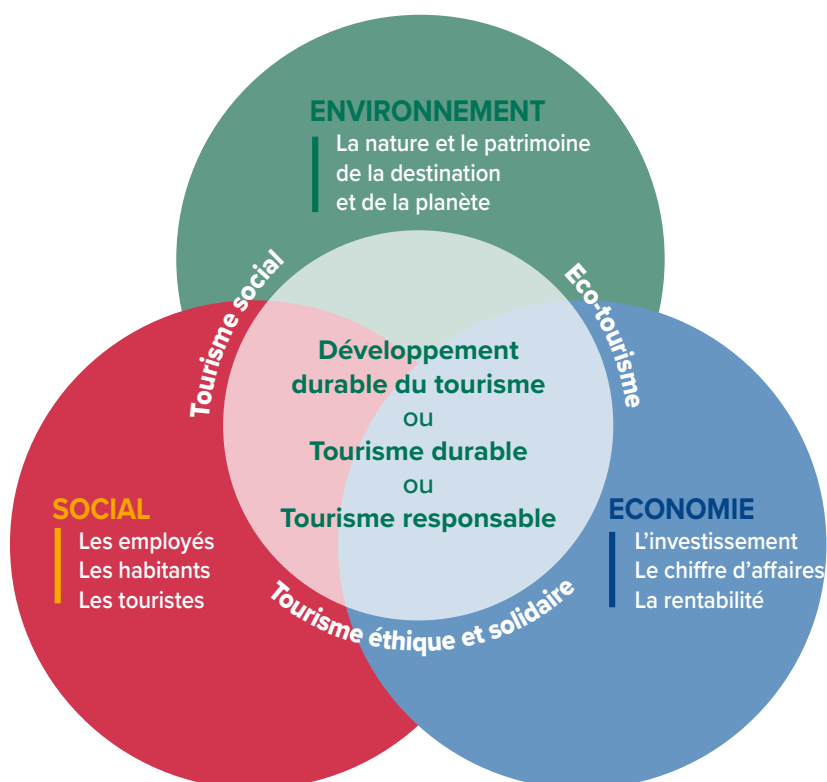 ENVIRONNEMENT
La nature et le patrimoine
de la destination
et de la planète
Tourisme social
Eco-tourisme
Développement
durable du tourisme
ou
Tourisme durable
ou
Tourisme responsable
SOCIAL
Les employés
Les habitants
Les touristes
ECONOMIE
L’investissement
Le chiffre d’affaires
La rentabilité
Tourisme éthique et solidaire